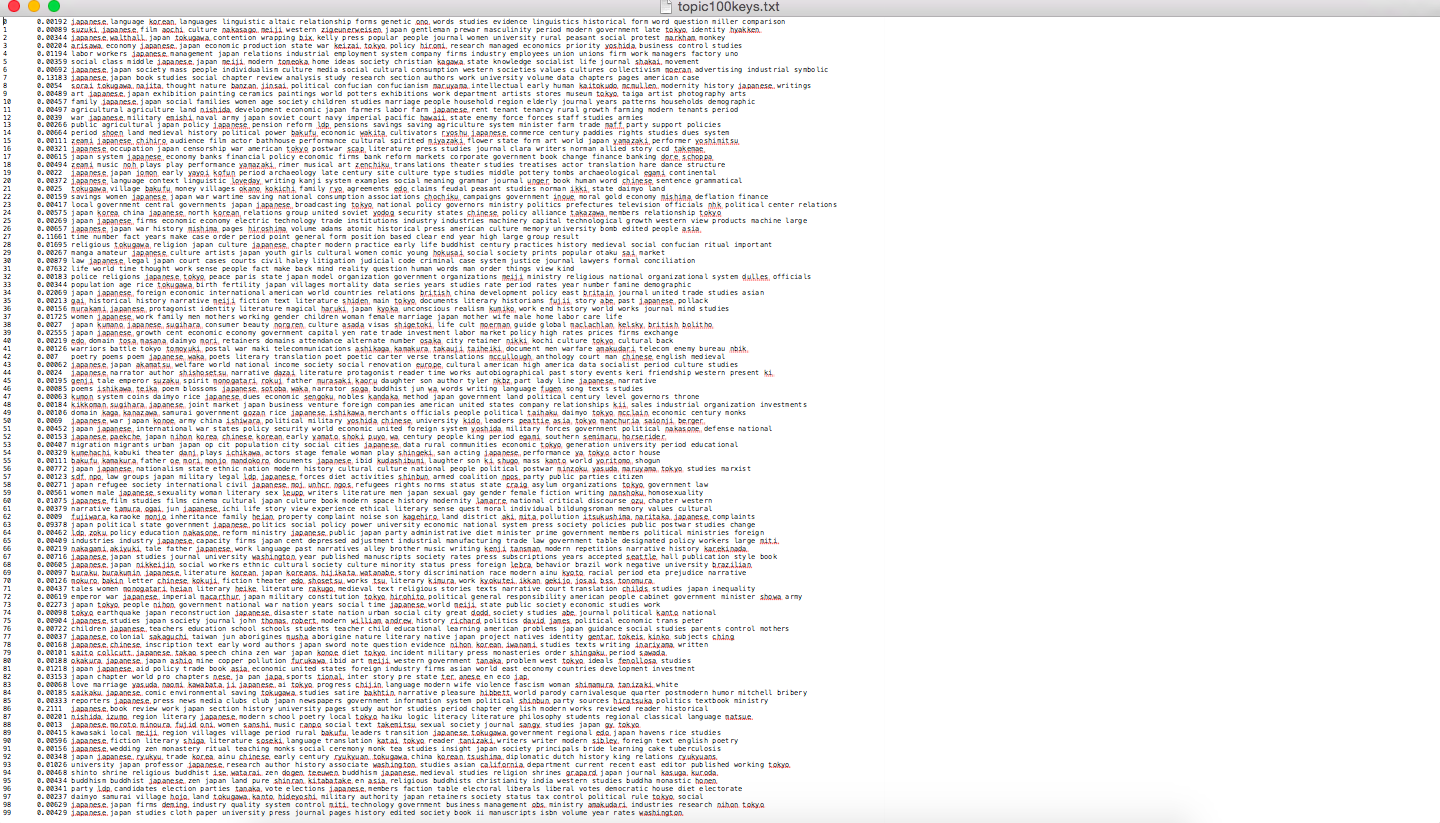 topic100keys.txt
0 0.00192 japanese language korean languages linguistic altaic relationship forms genetic ono words studies evidence linguistics historical form word question miller comparison
1 0.00089 suzuki japanese film aochi culture nakasago meiji western zigeunerweisen japan gentleman prewar masculinity period modern government late tokyo identity hyakken
2 0.00344 japanese walthall japan tokugawa contention wrapping bix kelly press popular people journal women university rural peasant social protest markham monkey
3 0.00204 arisawa economy japanese japan economic production state war keizai tokyo policy hiromi research managed economics priority yoshida business control studies
4 0.01194 labor workers japanese management japan relations industrial employment system company firms industry employees union unions firm work managers factory uno
5 0.00359 social class middle japanese japan meiji modern tomeoka home ideas society christian kagawa state knowledge socialist life journal shakai movement
6 0.00692 japanese japan society mass people individualism culture media social cultural consumption western societies values cultures collectivism moeran advertising industrial symbolic
7 0.13183 japanese japan book studies social chapter review analysis study research section authors work university volume data chapters pages american case
8 0.0054 sorai tokugawa najita thought nature banzan jinsai political confucian confucianism maruyama intellectual early human kaitokudo mcmullen modernity history japanese writings
9 0.00489 art japanese japan exhibition painting ceramics paintings world potters exhibitions work department artists stores museum tokyo taiga artist photography arts
10 0.00457 family japanese japan social families women age society children studies marriage people household region elderly journal years patterns households demographic
11 0.00497 agricultural agriculture land nishida development economic japan farmers labor farm japanese rent tenant tenancy rural growth farming modern tenants period
12 0.0039 war japanese military emishi naval army japan soviet court navy imperial pacific hawaii state enemy force forces staff studies armies
13 0.00266 public agricultural japan policy japanese pension reform ldp pensions savings saving agriculture system minister farm trade maff party support policies
14 0.00664 period shoen land medieval history political power bakufu economic wakita cultivators ryoshu japanese commerce century paddies rights studies dues system
15 0.00111 zeami japanese chihiro audience film actor bathhouse performance cultural spirited miyazaki flower state form art world japan yamazaki performer yoshimitsu
16 0.00321 japanese occupation japan censorship war american tokyo postwar scap literature press studies journal clara writers norman allied story ccd takemae
17 0.00615 japan system japanese economy banks financial policy economic firms bank reform markets corporate government book change finance banking dore schoppa
18 0.00494 zeami music noh plays play performance yamazaki rimer musical art zenchiku translations theater studies treatises actor translation hare dance structure
19 0.0022 japanese japan jomon early yayoi kofun period archaeology late century site culture type studies middle pottery tombs archaeological egami continental
20 0.00372 japanese language context linguistic loveday writing kanji system examples social meaning grammar journal unger book human word chinese sentence grammatical
21 0.0025 tokugawa village bakufu money villages okano kokichi family ryo agreements edo claims feudal peasant studies norman ikki state daimyo land
22 0.00159 savings women japanese japan war wartime saving national consumption associations chochiku campaigns government inoue moral gold economy mishima deflation finance
23 0.00417 local government central governments japan japanese broadcasting tokyo national policy governors ministry politics prefectures television officials nhk political center relations
24 0.00575 japan korea china japanese north korean relations group united soviet yodog security states chinese policy alliance takazawa members relationship tokyo
25 0.00269 japan japanese firms economic economy electric technology trade institutions industry industries machinery capital technological growth western view products machine large
26 0.00657 japanese japan war history mishima pages hiroshima volume adams atomic historical press american culture memory university bomb edited people asia
27 0.11661 time number fact years make case order period point general form position based clear end year high large group result
28 0.01695 religious tokugawa religion japan culture japanese chapter modern practice early life buddhist century practices history medieval social confucian ritual important
29 0.00267 manga amateur japanese culture artists japan youth girls cultural women comic young hokusai social society prints popular otaku sai market
30 0.00879 law japanese legal japan court cases courts civil haley litigation judicial code criminal case system justice journal lawyers formal conciliation
31 0.07632 life world time thought work sense people fact make back mind reality question human words man order things view kind
32 0.00183 police religions japanese tokyo peace paris state japan model organization government organizations meiji ministry religious national organizational system dulles officials
33 0.00344 population age rice tokugawa birth fertility japan villages mortality data series years studies rate period rates year number famine demographic
34 0.02069 japan japanese foreign economic international american world countries relations british china development policy east britain journal united trade studies asian
35 0.00213 gai historical history narrative meiji fiction text literature shiden main tokyo documents literary historians fujii story abe past japanese pollack
36 0.00156 murakami japanese protagonist identity literature magical haruki japan kyoka unconscious realism kumiko work end history world works journal mind studies
37 0.01725 women japanese work family men mothers working gender children woman female marriage japan mother wife male home labor care life
38 0.0027 japan kumano japanese sugihara consumer beauty norgren culture asada visas shigetoki life cult moerman guide global maclachlan kelsky british bolitho
39 0.02555 japanese japan growth cent economic economy government capital yen rate trade investment labor market policy high rates prices firms exchange
40 0.00219 edo domain tosa masana daimyo mori retainers domains attendance alternate number osaka city retainer nikki kochi culture tokyo cultural back
41 0.00126 warriors battle tokyo tomoyuki postal war maki telecommunications ashikaga kamakura takauji taiheiki document men warfare amakudari telecom enemy bureau nbik
42 0.007 poetry poems poem japanese waka poets literary translation poet poetic carter verse translations mccullough anthology court man chinese english medieval
43 0.00062 japanese japan akamatsu welfare world national income society social renovation europe cultural american high america data socialist period culture studies
44 0.0024 japanese narrator author shishosetsu narrative dazai literature protagonist reader time works autobiographical past story events keri friendship western present ki
45 0.00195 genji tale emperor suzaku spirit monogatari rokuj father murasaki kaoru daughter son author tyler nkbz part lady line japanese narrative
46 0.00085 poems ishikawa teika poem blossoms japanese sotoba waka narrator soga buddhist jun wa words writing language fugen song texts studies
47 0.00063 kumon system coins daimyo rice japanese dues economic sengoku nobles kandaka method japan government land political century level governors throne
48 0.00184 kikkoman sugihara japanese joint market japan business venture foreign companies american united states company relationships kii sales industrial organization investments
49 0.00106 domain kaga kanazawa samurai government gozan rice japanese ishikawa merchants officials people political taihaku daimyo tokyo mcclain economic century monks
50 0.0069 japanese war japan konoe army china ishiwara political military yoshida chinese university kido leaders peattie asia tokyo manchuria saionji berger
51 0.00452 japan japanese international war states policy security world economic united foreign system yoshida military forces government political nakasone defense national
52 0.00153 japanese paekche japan nihon korea chinese korean early yamato shoki puyo wa century people king period egami southern seminaru horserider
53 0.00407 migration migrants urban japan op cit population city social cities japanese data rural communities economic tokyo generation university period educational
54 0.00329 kumehachi kabuki theater danj plays ichikawa actors stage female woman play shingeki san acting japanese performance ya tokyo actor house
55 0.00111 bakufu kamakura father oe mori monjo mandokoro documents japanese ibid kudashibumi laughter son ki shugo mass kanto world yoritomo shogun
56 0.00772 japan japanese nationalism state ethnic nation modern history cultural culture national people political postwar minzoku yasuda maruyama tokyo studies marxist
57 0.00123 sdf npo law groups japan military legal ldp japanese forces diet activities shinbun armed coalition npos party public parties citizen
58 0.00271 japan refugee society international civil japanese moj unhcr ngos refugees rights norms status state craig asylum organizations tokyo government law
59 0.00561 women male japanese sexuality woman literary sex leupp writers literature men japan sexual gay gender female fiction writing nanshoku homosexuality
60 0.01075 japanese film studies films cinema cultural japan culture book modern space history modernity lamarre national critical discourse ozu chapter western
61 0.00379 narrative tamura ogai jun japanese ichi life story view experience ethical literary sense quest moral individual bildungsroman memory values cultural
62 0.0009 fujiwara karaoke monjo inheritance family heian property complaint noise son kagehiro land district aki mita pollution itsukushima naritaka japanese complaints
63 0.09378 japan political state government japanese politics social policy power university economic national system press society policies public postwar studies change
64 0.00462 ldp zoku policy education nakasone reform ministry japanese public japan party administrative diet minister prime government members political ministries foreign
65 0.00409 industries industry japanese capacity firms japan cent depressed adjustment industrial manufacturing trade law government table designated policy workers large miti
66 0.00219 nakagami akiyuki tale father japanese work language past narratives alley brother music writing kenji tansman modern repetitions narrative history karekinada
67 0.00716 japanese japan studies journal university washington year published manuscripts society rates press subscriptions years accepted seattle hall publication style book
68 0.00605 japanese japan nikkeijin social workers ethnic cultural society culture minority status press foreign lebra behavior brazil work negative university brazilian
69 0.0097 buraku burakumin japanese literature korean japan koreans hijikata watanabe story discrimination race modern ainu kyoto racial period eta prejudice narrative
70 0.00126 mokuro bakin letter chinese kokuji fiction theater edo shosetsu works tsu literary kimura work kyokutei ikkan gekijo josai bss tonomura
71 0.00437 tales women monogatari heian literary heike literature rakugo medieval text religious stories texts narrative court translation childs studies japan inequality
72 0.00619 emperor war japanese imperial macarthur japan military constitution tokyo hirohito political general responsibility american people cabinet government minister showa army
73 0.02273 japan tokyo people nihon government national war nation years social time japanese world meiji state public society economic studies work
74 0.00098 tokyo earthquake japan reconstruction japanese disaster state nation urban social city great dodd society studies abe journal political kanto national
75 0.00904 japanese studies japan society journal john thomas robert modern william andrew history richard politics david james political economic trans peter
76 0.00722 children japanese teachers education school schools students teacher child educational learning american problems japan guidance social studies parents control mothers
77 0.00037 japanese colonial sakaguchi taiwan jun aborigines musha aborigine nature literary native japan project natives identity gentar tokeis kinko subjects ching
78 0.00166 japanese chinese inscription text early word authors japan sword note question evidence nihon korean iwanami studies texts writing inariyama written
79 0.00101 saito collcutt japanese takao speech china zen war japan konoe diet tokyo incident military press monasteries order shingaku period sawada
80 0.00188 okakura japanese japan ashio mine copper pollution furukawa ibid art meiji western government tanaka problem west tokyo ideals fenollosa studies
81 0.01218 japan japanese aid policy trade book asia economic united states foreign industry firms asian world east economy countries development investment
82 0.03153 japan chapter world pro chapters nese ja pan japa sports tional inter story pre state ter anese en eco jap
83 0.00068 love marriage yasuda naomi kawabata ji japanese ai tokyo progress chijin language modern wife violence feminism woman shimamura tanizaki white
84 0.00185 saikaku japanese comic environmental saving tokugawa studies satire bakhtin narrative pleasure hibbett world parody carnivalesque quarter postmodern humor mitchell bribery
85 0.00333 reporters japanese press news media clubs club japan newspapers government information system political shinbun party sources hiratsuka politics textbook ministry
86 0.2111 japanese book review work japan section history university pages study author studies period chapter english modern works reviewed reader historical
87 0.00201 nishida izumo region literary japanese modern school poetry local tokyo haiku logic literacy literature philosophy students regional classical language matsue
88 0.0013 japanese moroto minoura fujid oni women sanshi music ranpo social text takemitsu sexual society journal sangy studies japan gy tokyo
89 0.00415 kawasaki local meiji region villages village period rural bakufu leaders transition japanese tokugawa government regional edo japan havens rice studies
90 0.00596 japanese fiction literary shiga literature soseki language translation katai tokyo reader tanizaki writers writer modern sibley foreign text english poetry
91 0.00156 japanese wedding zen monastery ritual teaching monks social ceremony monk tea studies insight japan society principals bride learning cake tuberculosis
92 0.00348 japan japanese ryukyu trade korea ainu chinese early century ryukyuan tokugawa china korean tsushima diplomatic dutch history king relations ryukyuans
93 0.01026 university japan professor japanese research author history associate washington studies asian california department current recent east editor published working tokyo
94 0.00468 shinto shrine religious buddhist ise watarai zen dogen teeuwen buddhism japanese medieval studies religion shrines grapard japan journal kasuga kuroda
95 0.00434 buddhism buddhist japanese zen japan land pure shinran kitabatake en asia religious buddhists christianity india western studies buddha monastic honen
96 0.00341 party ldp candidates election parties tanaka vote elections japanese members faction table electoral liberals liberal votes democratic house diet electorate
97 0.00237 daimyo samurai village hojo land tokugawa kanto hideyoshi military authority japan retainers society status tax control political rule tokyo social
98 0.00629 japanese japan firms deming industry quality system control miti technology government business management obs ministry amakudari industries research nihon tokyo
99 0.00429 japanese japan studies cloth paper university press journal pages history edited society book ii manuscripts isbn volume year rates washington